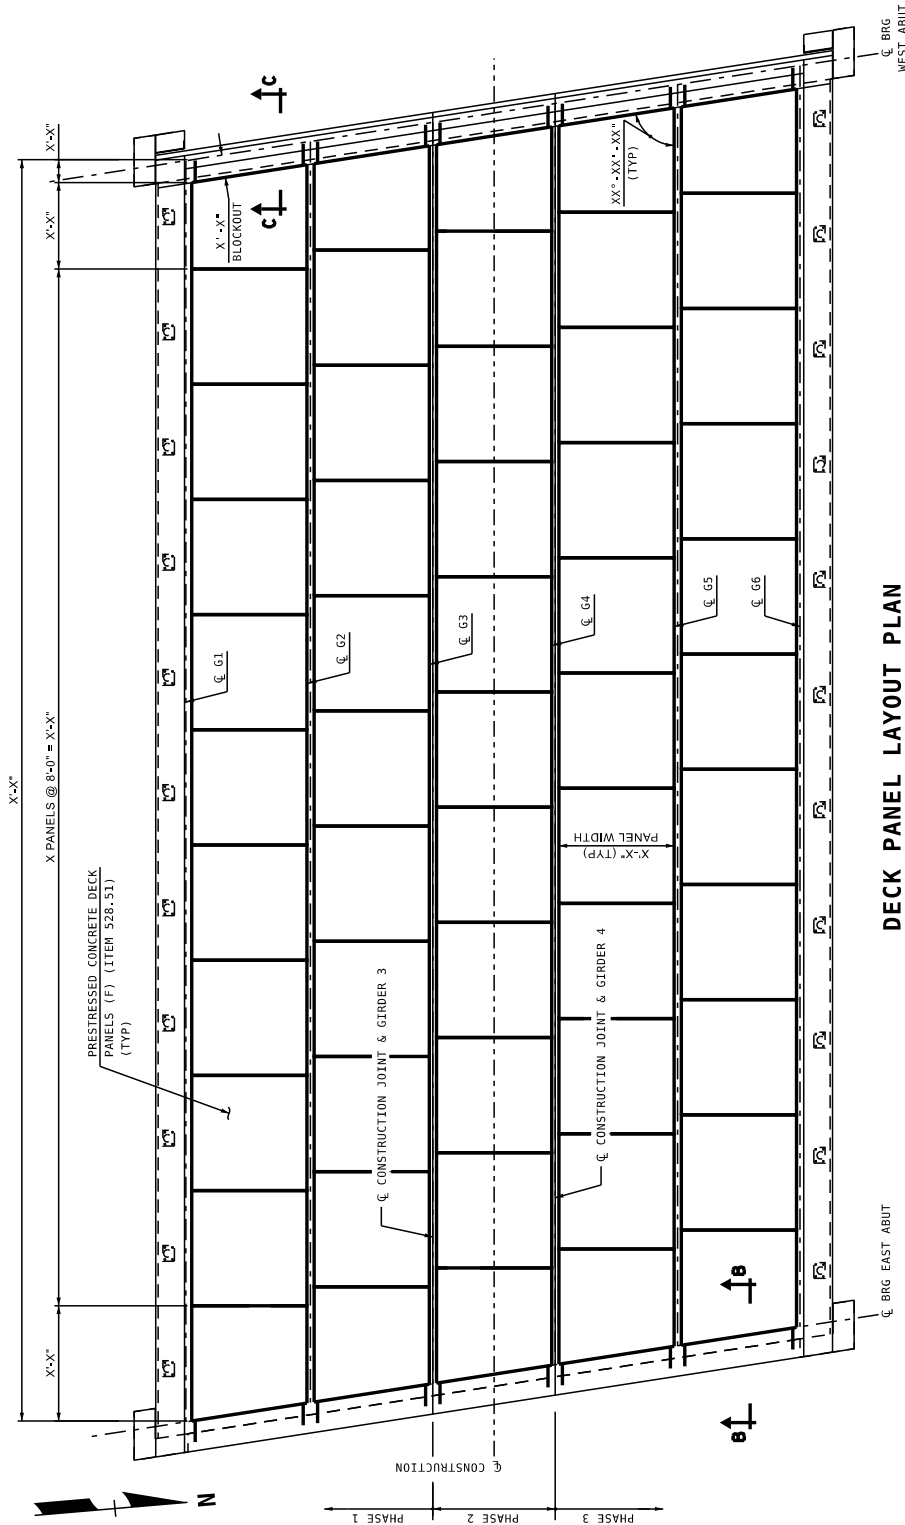 X'-X"
X PANELS @ 8'-0" = X'-X"
X'-X"
X'-X"
X'-X"
PRESTRESSED CONCRETE DECK
PANELS (F) (ITEM 528.51)
(TYP)
X'-X"
BLOCKOUT
C
C
℄ G1
℄ G2
℄ G3
℄ G4
℄ G5
℄ G6
XX°-XX'-XX"
(TYP)
X'-X" (TYP)
PANEL WIDTH
℄ CONSTRUCTION JOINT & GIRDER 3
℄ CONSTRUCTION JOINT & GIRDER 4
B
B
℄ BRG
WEST ABUT
℄ BRG EAST ABUT
℄ CONSTRUCTION
PHASE 1
PHASE 2
PHASE 3
N
DECK PANEL LAYOUT PLAN